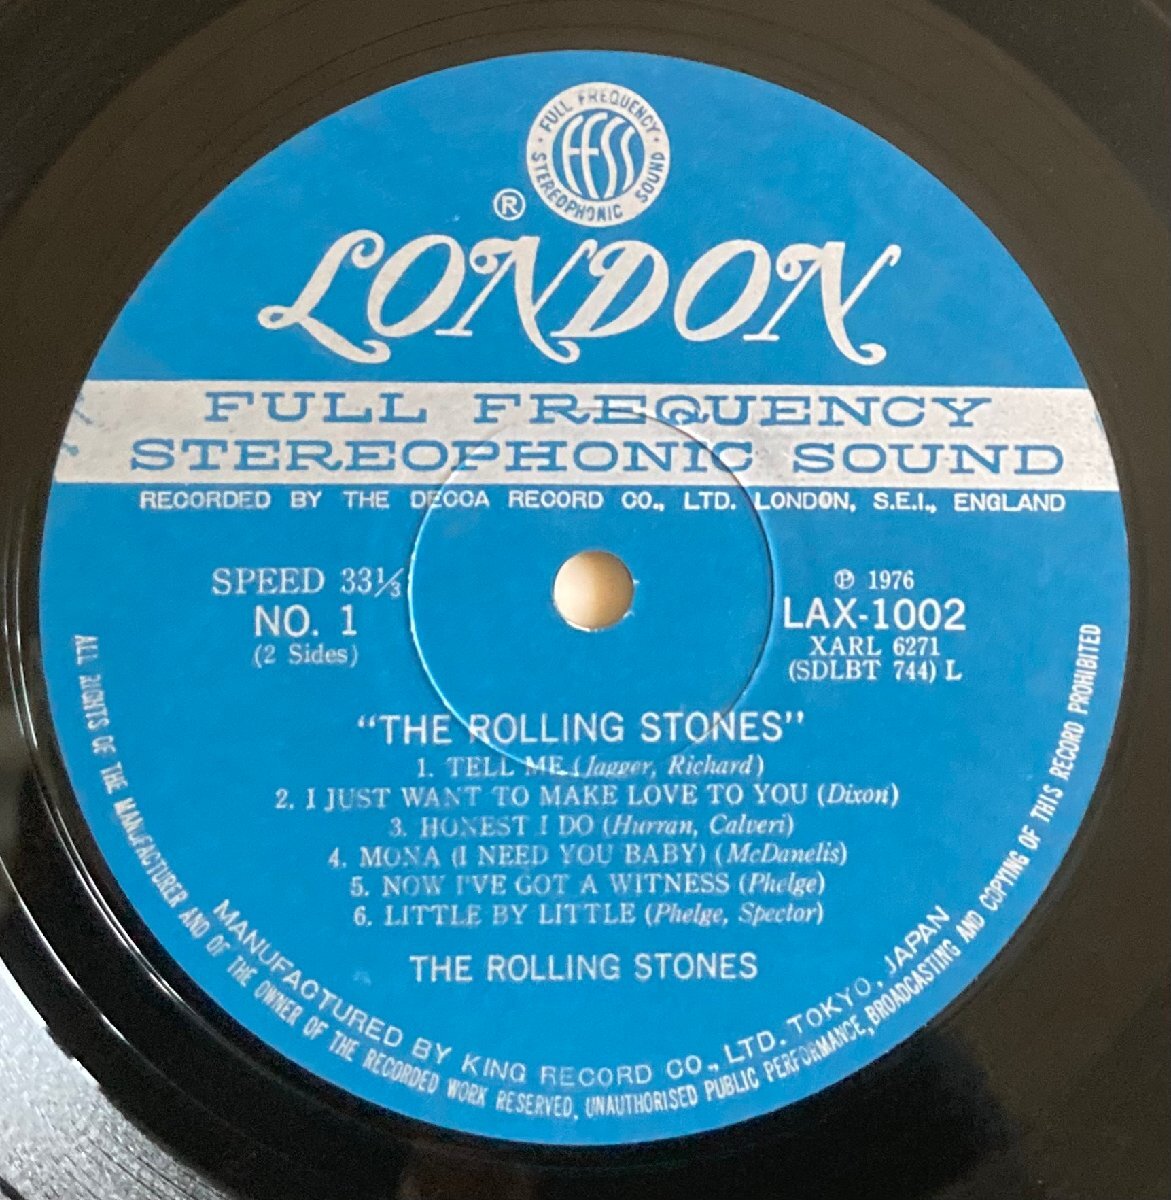 · FULL FREQUENCY · STEREOPHONIC SOUND
FFSS
®
LONDON
FULL FREQUENCY
STEREOPHONIC SOUND
RECORDED BY THE DECCA RECORD CO., LTD. LONDON, S.E.I., ENGLAND
SPEED 33⅓
NO. 1
(2 Sides)
℗ 1976
LAX-1002
XARL 6271
(SDLBT 744) L
"THE ROLLING STONES"
1. TELL ME (Jagger, Richard)
2. I JUST WANT TO MAKE LOVE TO YOU (Dixon)
3. HONEST I DO (Hurran, Calveri)
4. MONA (I NEED YOU BABY) (McDanelis)
5. NOW I'VE GOT A WITNESS (Phelge)
6. LITTLE BY LITTLE (Phelge, Spector)
THE ROLLING STONES
MANUFACTURED BY KING RECORD CO., LTD. TOKYO, JAPAN
ALL RIGHTS OF THE MANUFACTURER AND OF THE OWNER OF THE RECORDED WORK RESERVED, UNAUTHORISED PUBLIC PERFORMANCE, BROADCASTING AND COPYING OF THIS RECORD PROHIBITED